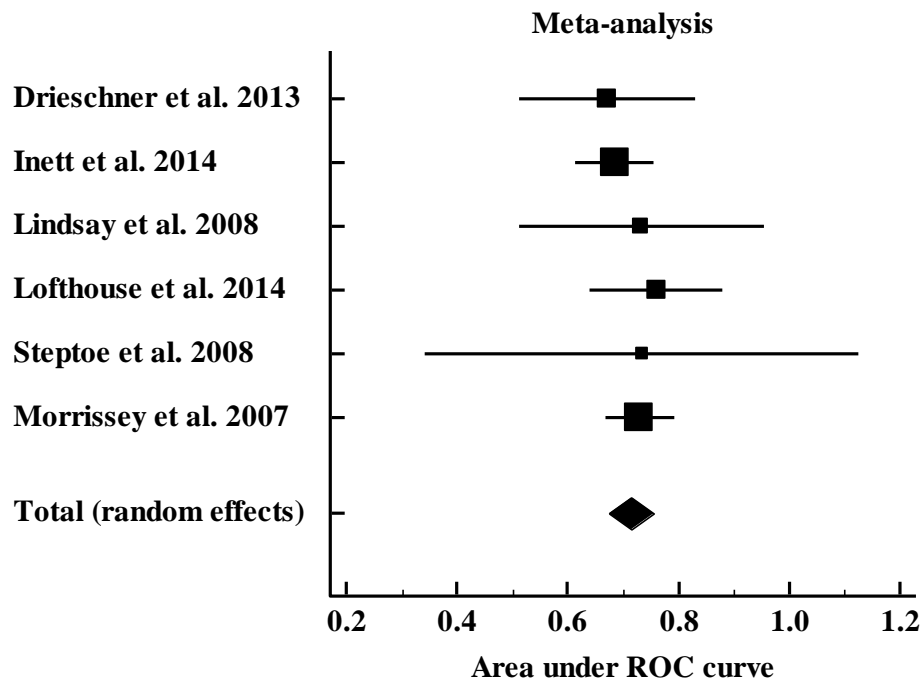 Meta-analysis
Drieschner et al. 2013
Inett et al. 2014
Lindsay et al. 2008
Lofthouse et al. 2014
Steptoe et al. 2008
Morrissey et al. 2007
Total (random effects)
0.2 0.4 0.6 0.8 1.0 1.2
Area under ROC curve